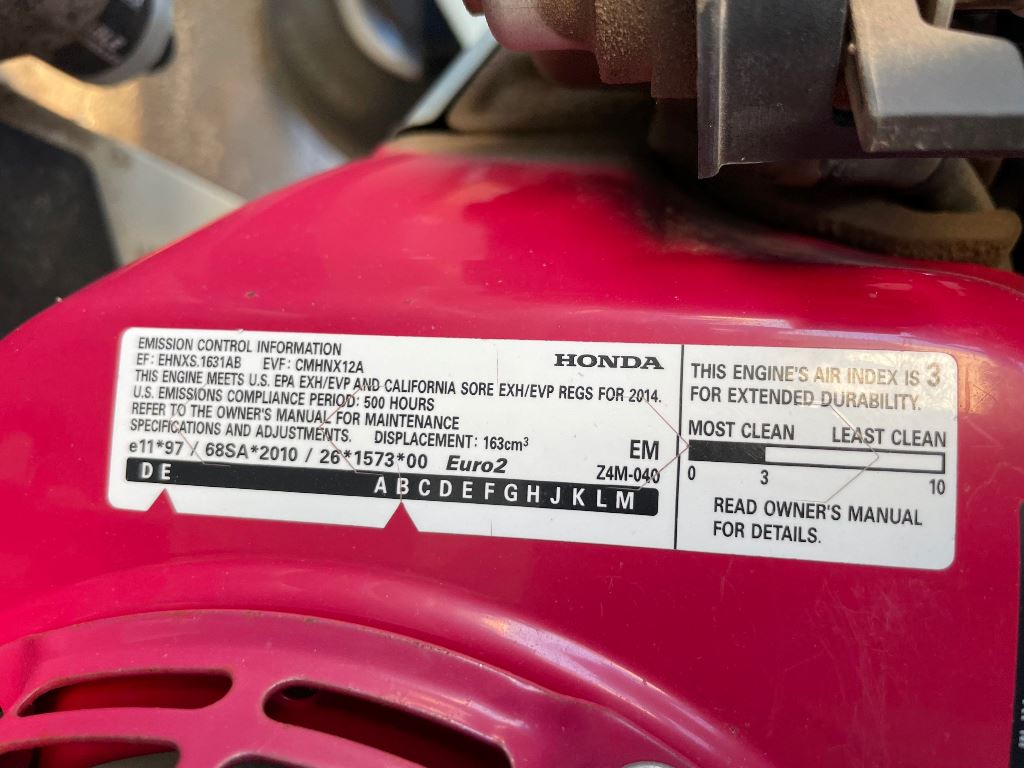 EMISSION CONTROL INFORMATION
EF: EHNXS.1631AB EVF: CMHNX12A
HONDA
THIS ENGINE MEETS U.S. EPA EXH/EVP AND CALIFORNIA SORE EXH/EVP REGS FOR 2014.
U.S. EMISSIONS COMPLIANCE PERIOD: 500 HOURS
REFER TO THE OWNER'S MANUAL FOR MAINTENANCE
SPECIFICATIONS AND ADJUSTMENTS. DISPLACEMENT: 163cm³
EM
e11*97 / 68SA*2010 / 26*1573*00 Euro2
Z4M-040
D E A B C D E F G H J K L M
THIS ENGINE'S AIR INDEX IS 3
FOR EXTENDED DURABILITY.
MOST CLEAN LEAST CLEAN
0 3 10
READ OWNER'S MANUAL
FOR DETAILS.